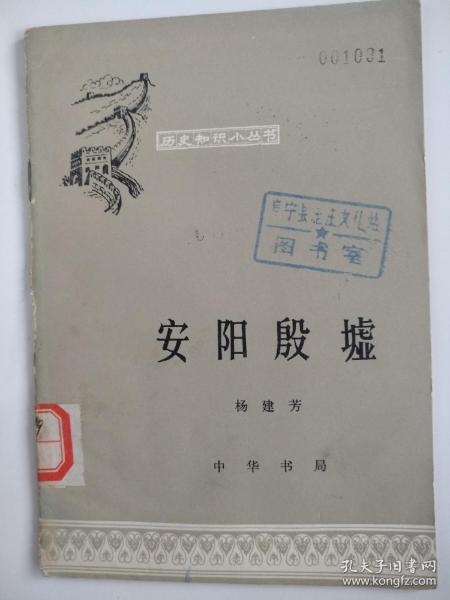 001031
历史知识小丛书
图书室
安阳殷墟
杨建芳
中华书局
孔夫子旧书网
www.kongfz.com